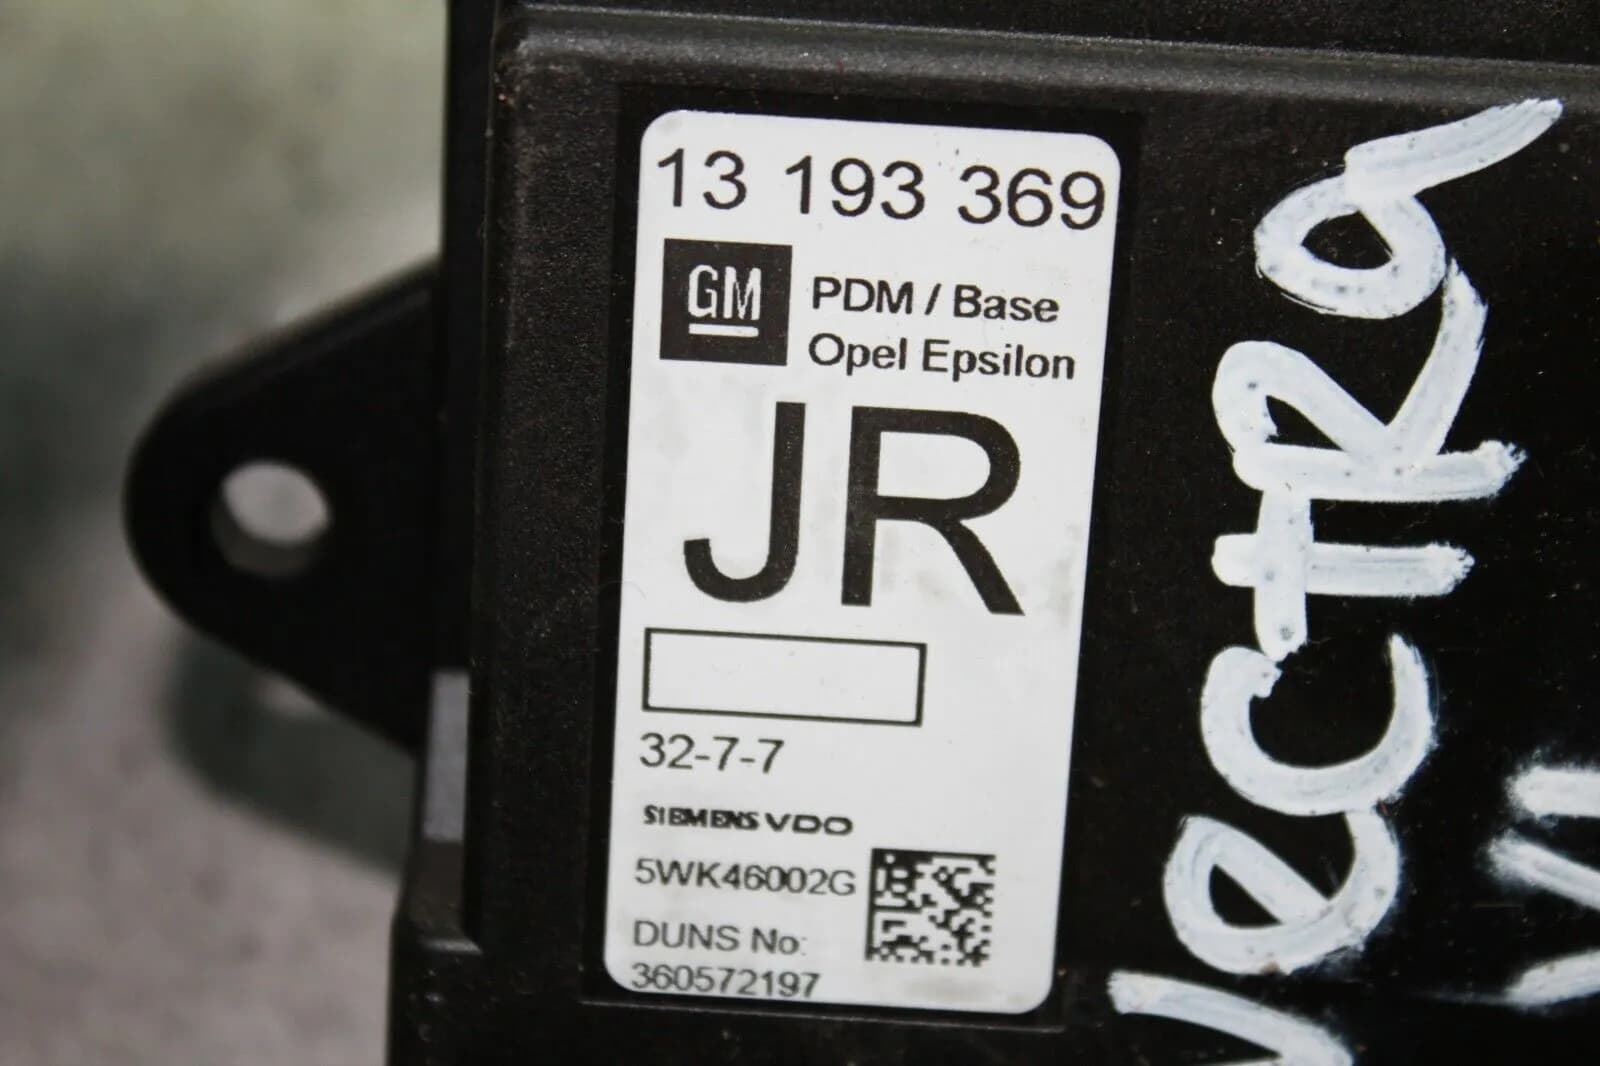 13 193 369
GM
PDM / Base
Opel Epsilon
JR
32-7-7
SIEMENS VDO
5WK46002G
DUNS No:
360572197
VectRa